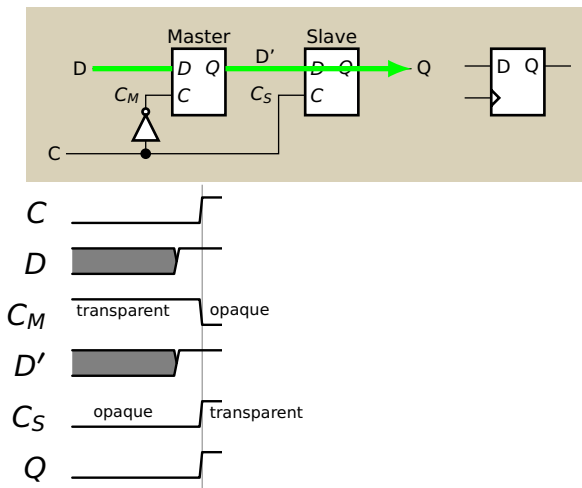 Master Slave
D D Q D’ D Q Q D Q
C_M C C_S C
C
C
D
C_M transparent opaque
D′
C_S opaque transparent
Q